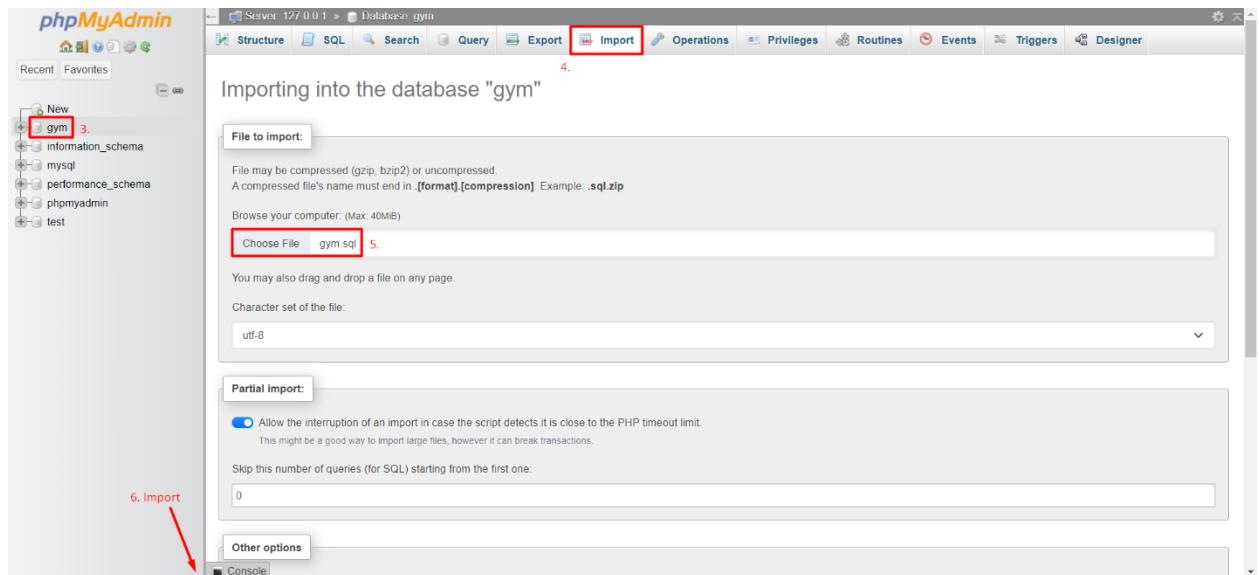 phpMyAdmin
Recent Favorites
New
gym 3.
information_schema
mysql
performance_schema
phpmyadmin
test
6. Import
Server: 127.0.0.1 » Database: gym
Structure SQL Search Query Export Import Operations Privileges Routines Events Triggers Designer
4.
Importing into the database "gym"
File to import:
File may be compressed (gzip, bzip2) or uncompressed.
A compressed file's name must end in .[format].[compression]. Example: .sql.zip
Browse your computer: (Max: 40MiB)
Choose File gym.sql 5.
You may also drag and drop a file on any page.
Character set of the file:
utf-8
Partial import:
Allow the interruption of an import in case the script detects it is close to the PHP timeout limit.
This might be a good way to import large files, however it can break transactions.
Skip this number of queries (for SQL) starting from the first one:
0
Other options
Console